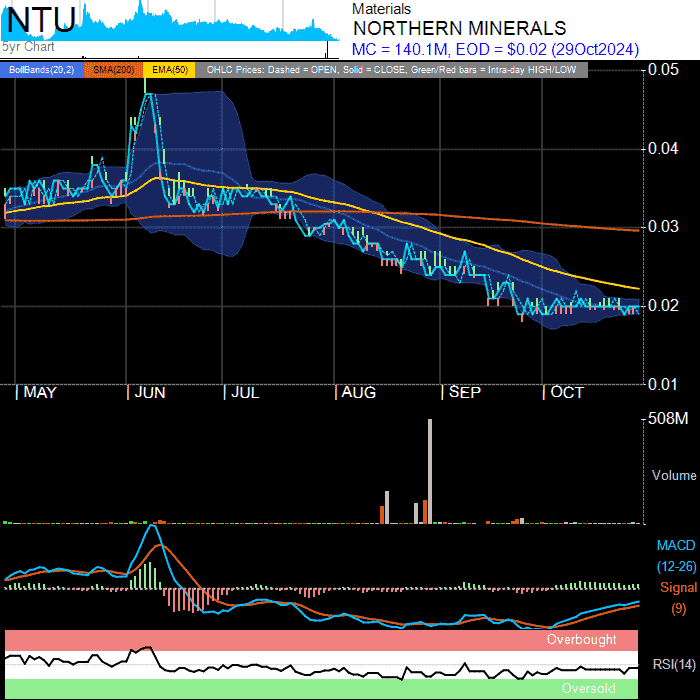 NTU
5yr Chart
Materials
NORTHERN MINERALS
MC = 140.1M, EOD = $0.02 (29Oct2024)
BollBands(20,2) SMA(200) EMA(50) OHLC Prices: Dashed = OPEN, Solid = CLOSE, Green/Red bars = Intra-day HIGH/LOW
0.05
0.04
0.03
0.02
0.01
MAY JUN JUL AUG SEP OCT
508M
Volume
MACD
(12-26)
Signal
(9)
Overbought
RSI(14)
Oversold